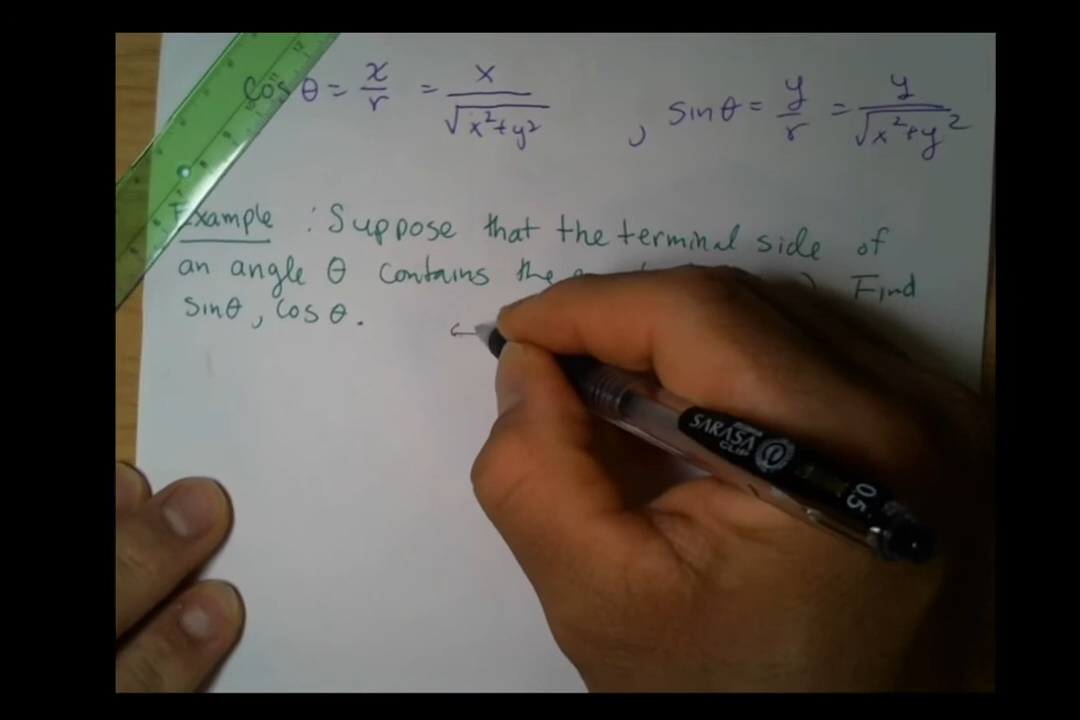 cos θ = x/r = x/√(x²+y²) , sin θ = y/r = y/√(x²+y²)
Example : Suppose that the terminal side of
an angle θ contains the Find
sin θ, cos θ.
SARASA
CLIP
0.5